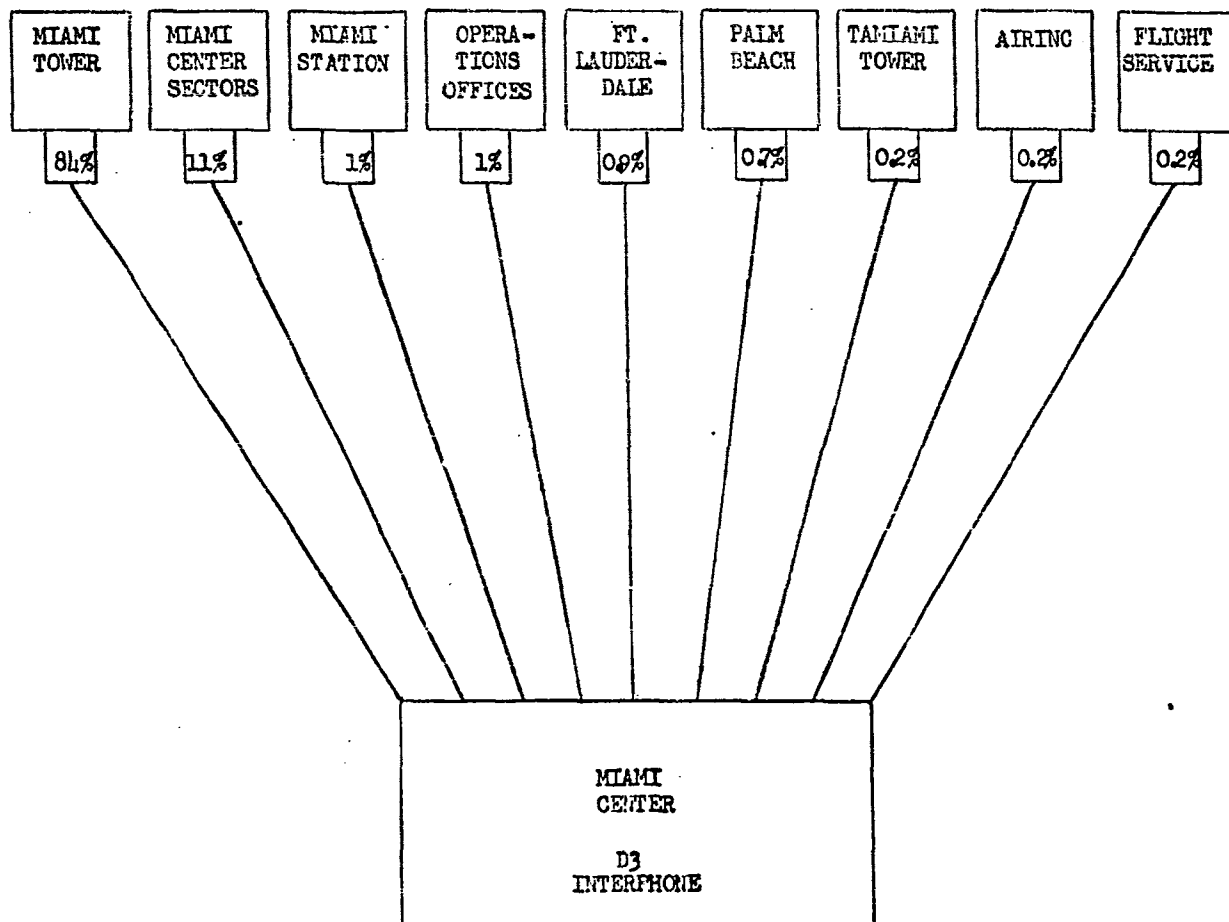 MIAMI
TOWER
MIAMI
CENTER
SECTORS
MIAMI
STATION
OPERA-
TIONS
OFFICES
FT.
LAUDER-
DALE
PALM
BEACH
TAMIAMI
TOWER
AIRINC
FLIGHT
SERVICE
84%
11%
1%
1%
0.9%
0.7%
0.2%
0.2%
0.2%
MIAMI
CENTER
D3
INTERPHONE